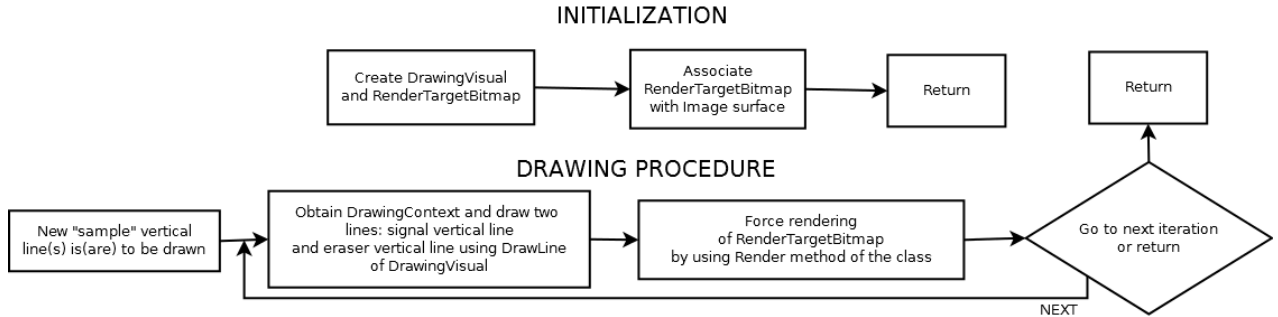 INITIALIZATION
Create DrawingVisual
and RenderTargetBitmap
Associate
RenderTargetBitmap
with Image surface
Return
Return
DRAWING PROCEDURE
New "sample" vertical
line(s) is(are) to be drawn
Obtain DrawingContext and draw two
lines: signal vertical line
and eraser vertical line using DrawLine
of DrawingVisual
Force rendering
of RenderTargetBitmap
by using Render method of the class
Go to next iteration
or return
NEXT